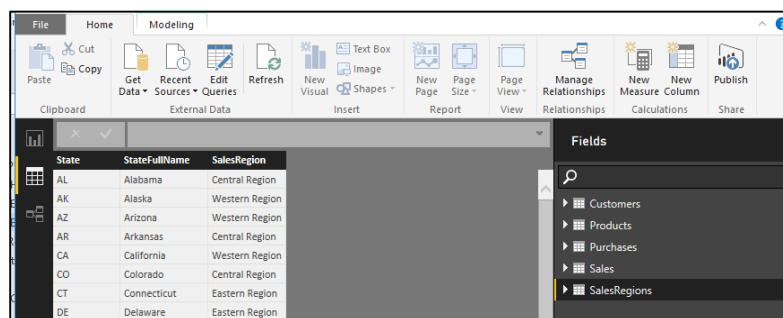 File Home Modeling
Cut
Copy
Paste
Get Data
Recent Sources
Edit Queries
Refresh
New Visual
Text Box
Image
Shapes
New Page
Page Size
Page View
Manage Relationships
New Measure
New Column
Publish
Clipboard External Data Insert Report View Relationships Calculations Share
Fields
State StateFullName SalesRegion
AL Alabama Central Region
AK Alaska Western Region
AZ Arizona Western Region
AR Arkansas Central Region
CA California Western Region
CO Colorado Central Region
CT Connecticut Eastern Region
DE Delaware Eastern Region
Customers
Products
Purchases
Sales
SalesRegions